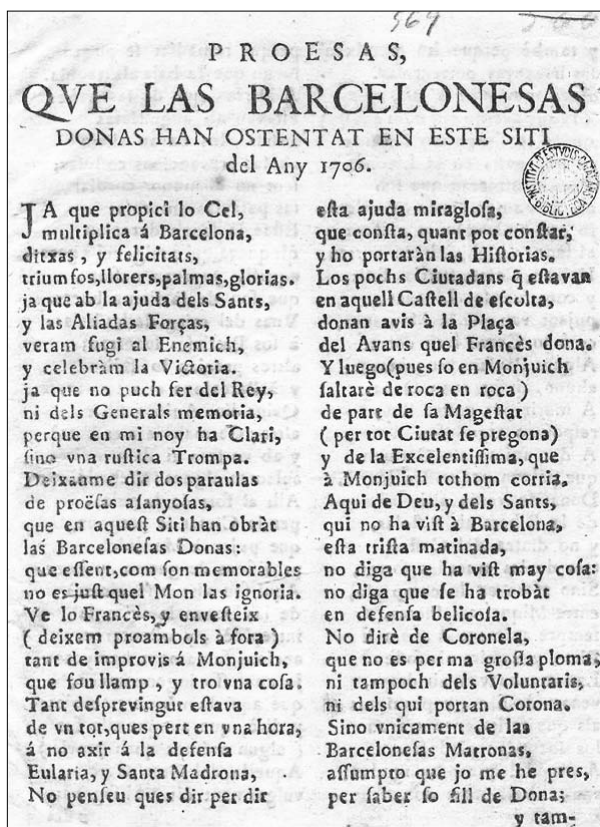 564
PROESAS,
QVE LAS BARCELONESAS
DONAS HAN OSTENTAT EN ESTE SITI
del Any 1706.
JA que propici lo Cel,
multiplica á Barcelona,
ditxas, y felicitats,
triumfos,llorers,palmas,glorias.
ja que ab la ajuda dels Sants,
y las Aliadas Forças,
veram fugi al Enemich,
y celebràm la Victoria.
ja que no puch fer del Rey,
ni dels Generals memoria,
perque en mi noy ha Clari,
sino vna rustica Trompa.
Deixaume dir dos paraulas
de proësas asanyosas,
que en aquest Siti han obràt
las Barcelonesas Donas:
que essent,com son memorables
no es just quel Mon las ignoria.
Ve lo Francès,y envesteix
( deixem proambols à fora )
tant de improvis á Monjuich,
que fou llamp, y tro vna cosa.
Tant desprevingut estava
de vn tor,ques pert en vna hora,
á no axir á la defensa
Eularia, y Santa Madrona,
No penseu ques dir per dir
esta ajuda miraglosa,
que consta, quant pot constar,
y ho portaràn las Historias.
Los pochs Ciutadans q̃ estavan
en aquell Castell de escolta,
donan avis à la Plaça
del Avans quel Francès dona.
Y luego(pues so en Monjuich
saltarè de roca en roca )
de part de sa Magestat
( per tot Ciutat se pregona)
y de la Excelentissima, que
à Monjuich tothom corria.
Aqui de Deu, y dels Sants,
qui no ha vist à Barcelona,
esta trista matinada,
no diga que ha vist may cosa:
no diga que se ha trobàt
en defensa belicosa.
No dirè de Coronela,
que no es per ma grossa ploma;
ni tampoch dels Voluntaris,
ni dels qui portan Corona.
Sino vnicament de las
Barcelonesas Matronas,
assumpto que jo me he pres,
per saber so fill de Dona;
y tam-